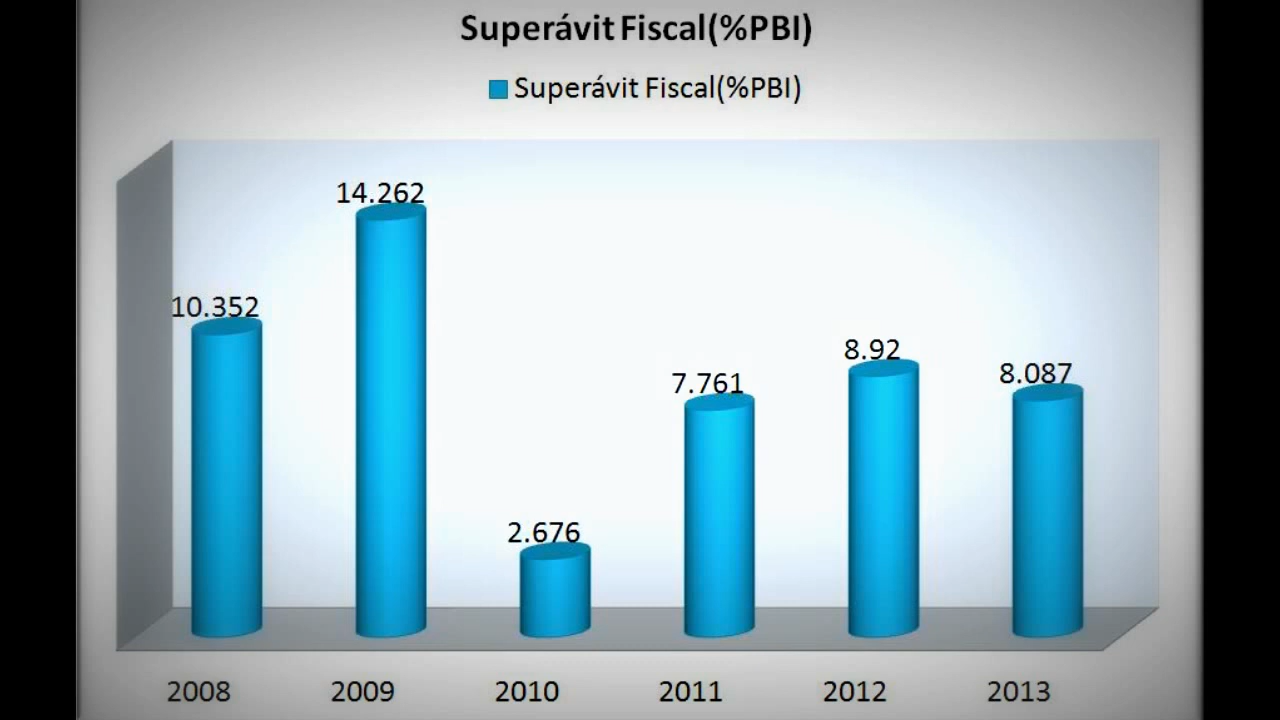 Superávit Fiscal(%PBI)
Superávit Fiscal(%PBI)
14.262
10.352
8.92
8.087
7.761
2.676
2008 2009 2010 2011 2012 2013